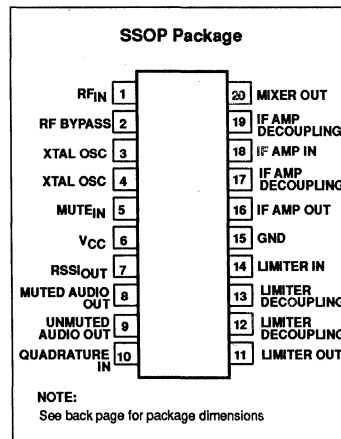 SSOP Package
RFIN 1
RF BYPASS 2
XTAL OSC 3
XTAL OSC 4
MUTEIN 5
VCC 6
RSSIOUT 7
MUTED AUDIO
OUT 8
UNMUTED
AUDIO OUT 9
QUADRATURE
IN 10
20 MIXER OUT
19 IF AMP
DECOUPLING
18 IF AMP IN
17 IF AMP
DECOUPLING
16 IF AMP OUT
15 GND
14 LIMITER IN
13 LIMITER
DECOUPLING
12 LIMITER
DECOUPLING
11 LIMITER OUT
NOTE:
See back page for package dimensions